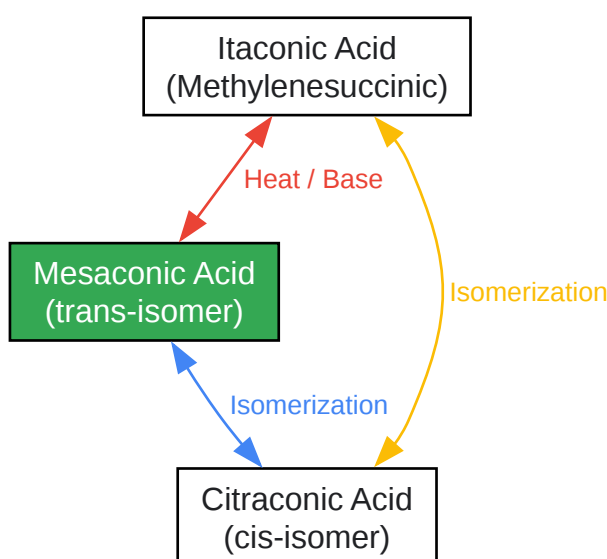 Itaconic Acid
(Methylenesuccinic)
Heat / Base
Mesaconic Acid
(trans-isomer)
Isomerization
Isomerization
Citraconic Acid
(cis-isomer)